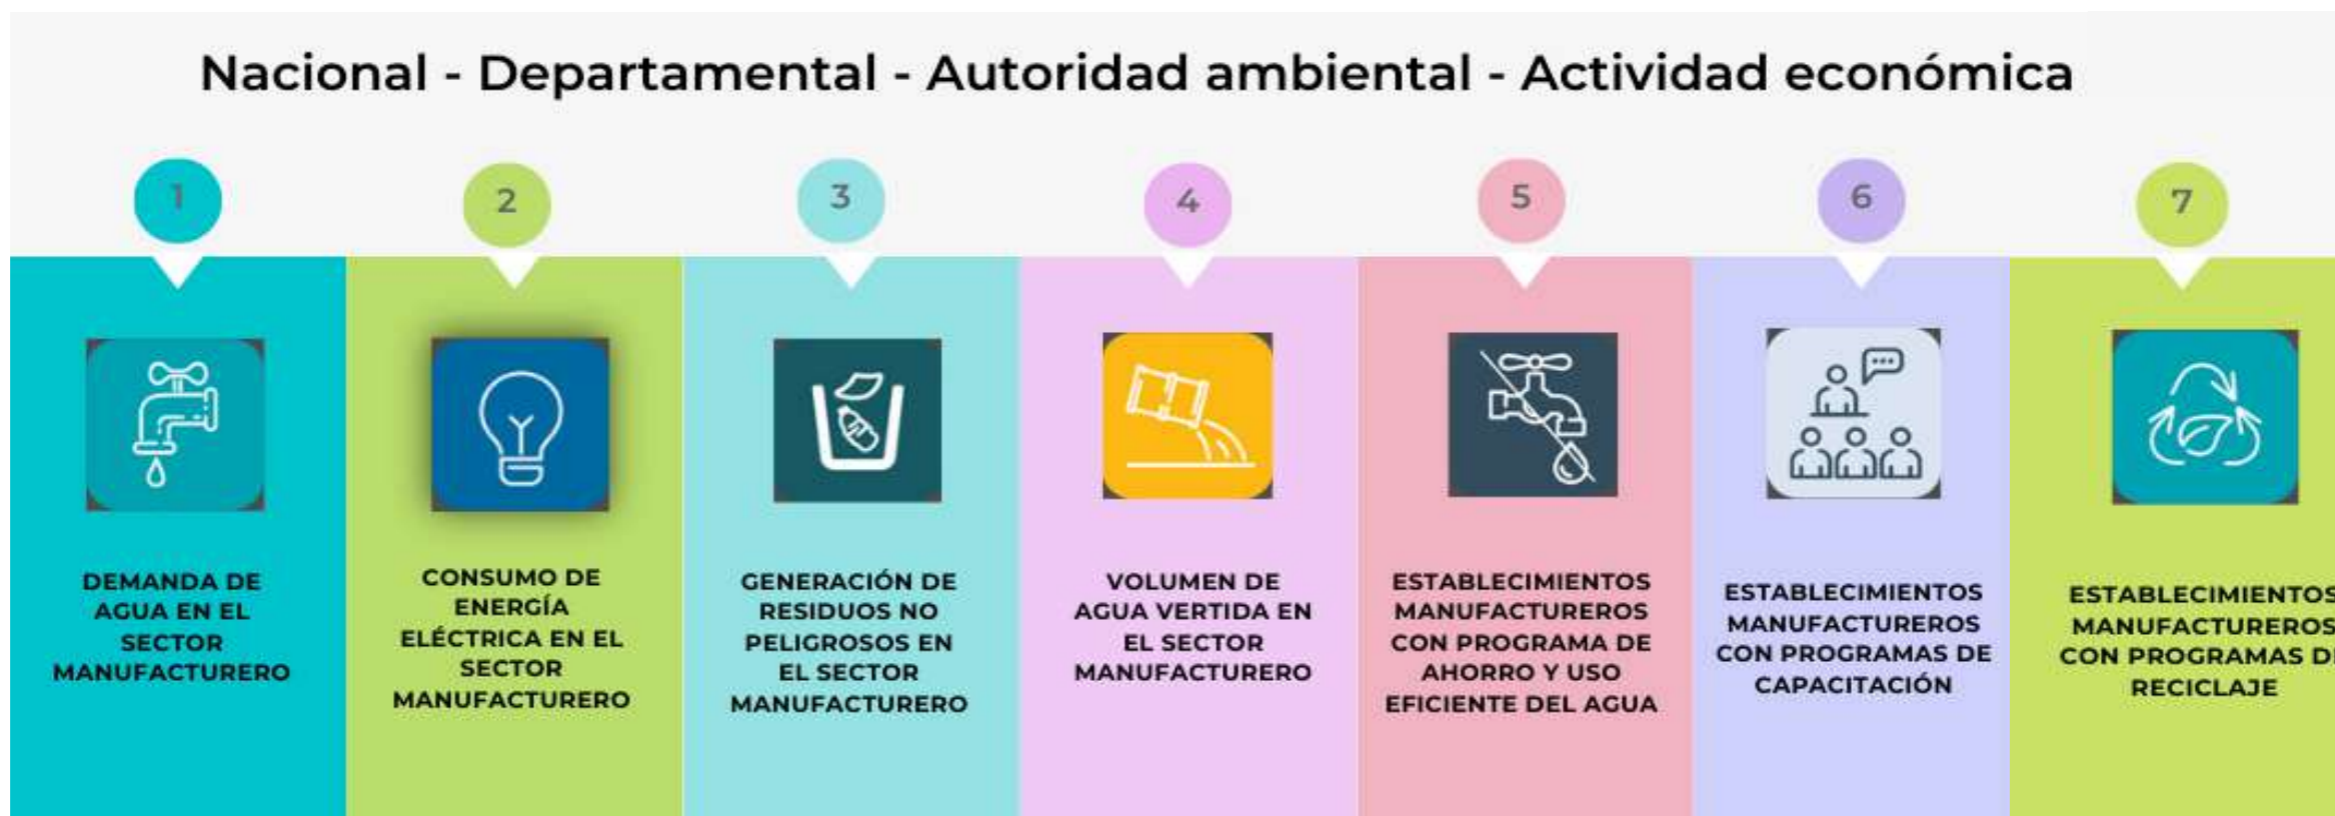 Nacional - Departamental - Autoridad ambiental - Actividad económica
1
2
3
4
5
6
7
DEMANDA DE
AGUA EN EL
SECTOR
MANUFACTURERO
CONSUMO DE
ENERGÍA
ELÉCTRICA EN EL
SECTOR
MANUFACTURERO
GENERACIÓN DE
RESIDUOS NO
PELIGROSOS EN
EL SECTOR
MANUFACTURERO
VOLUMEN DE
AGUA VERTIDA EN
EL SECTOR
MANUFACTURERO
ESTABLECIMIENTOS
MANUFACTUREROS
CON PROGRAMA DE
AHORRO Y USO
EFICIENTE DEL AGUA
ESTABLECIMIENTOS
MANUFACTUREROS
CON PROGRAMAS DE
CAPACITACIÓN
ESTABLECIMIENTOS
MANUFACTUREROS
CON PROGRAMAS DE
RECICLAJE